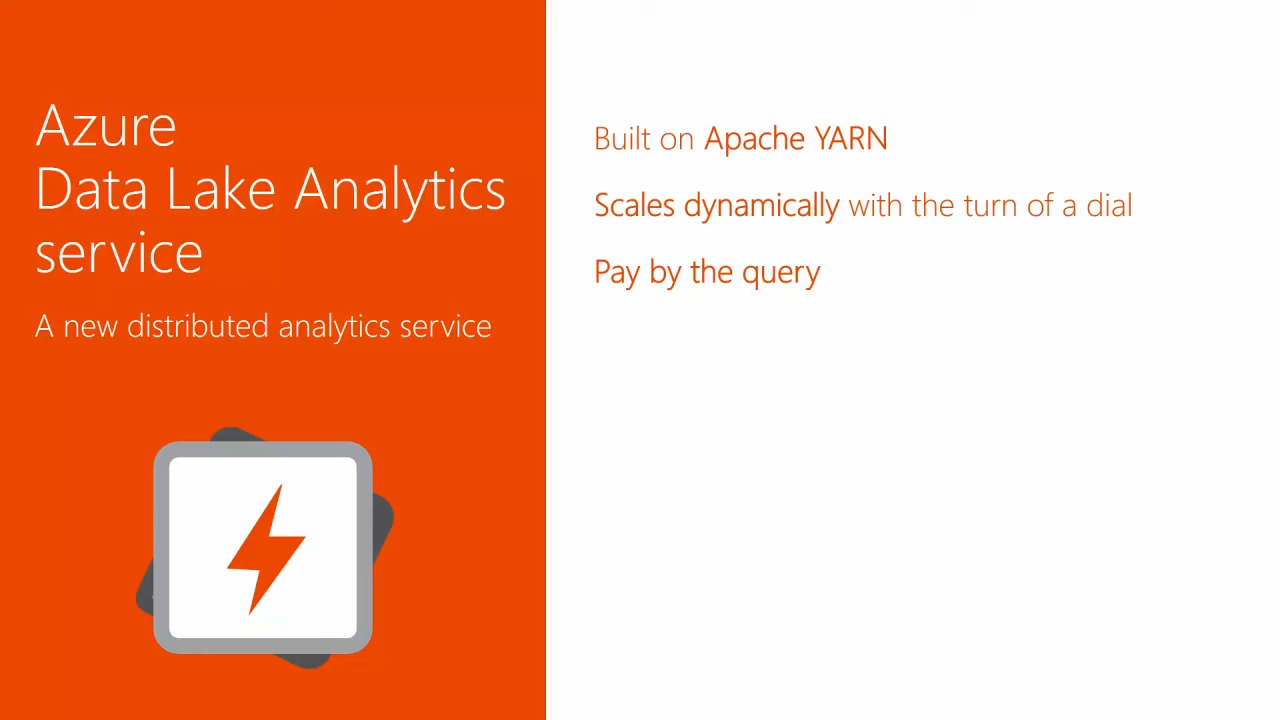 Azure
Data Lake Analytics
service
A new distributed analytics service
Built on Apache YARN
Scales dynamically with the turn of a dial
Pay by the query